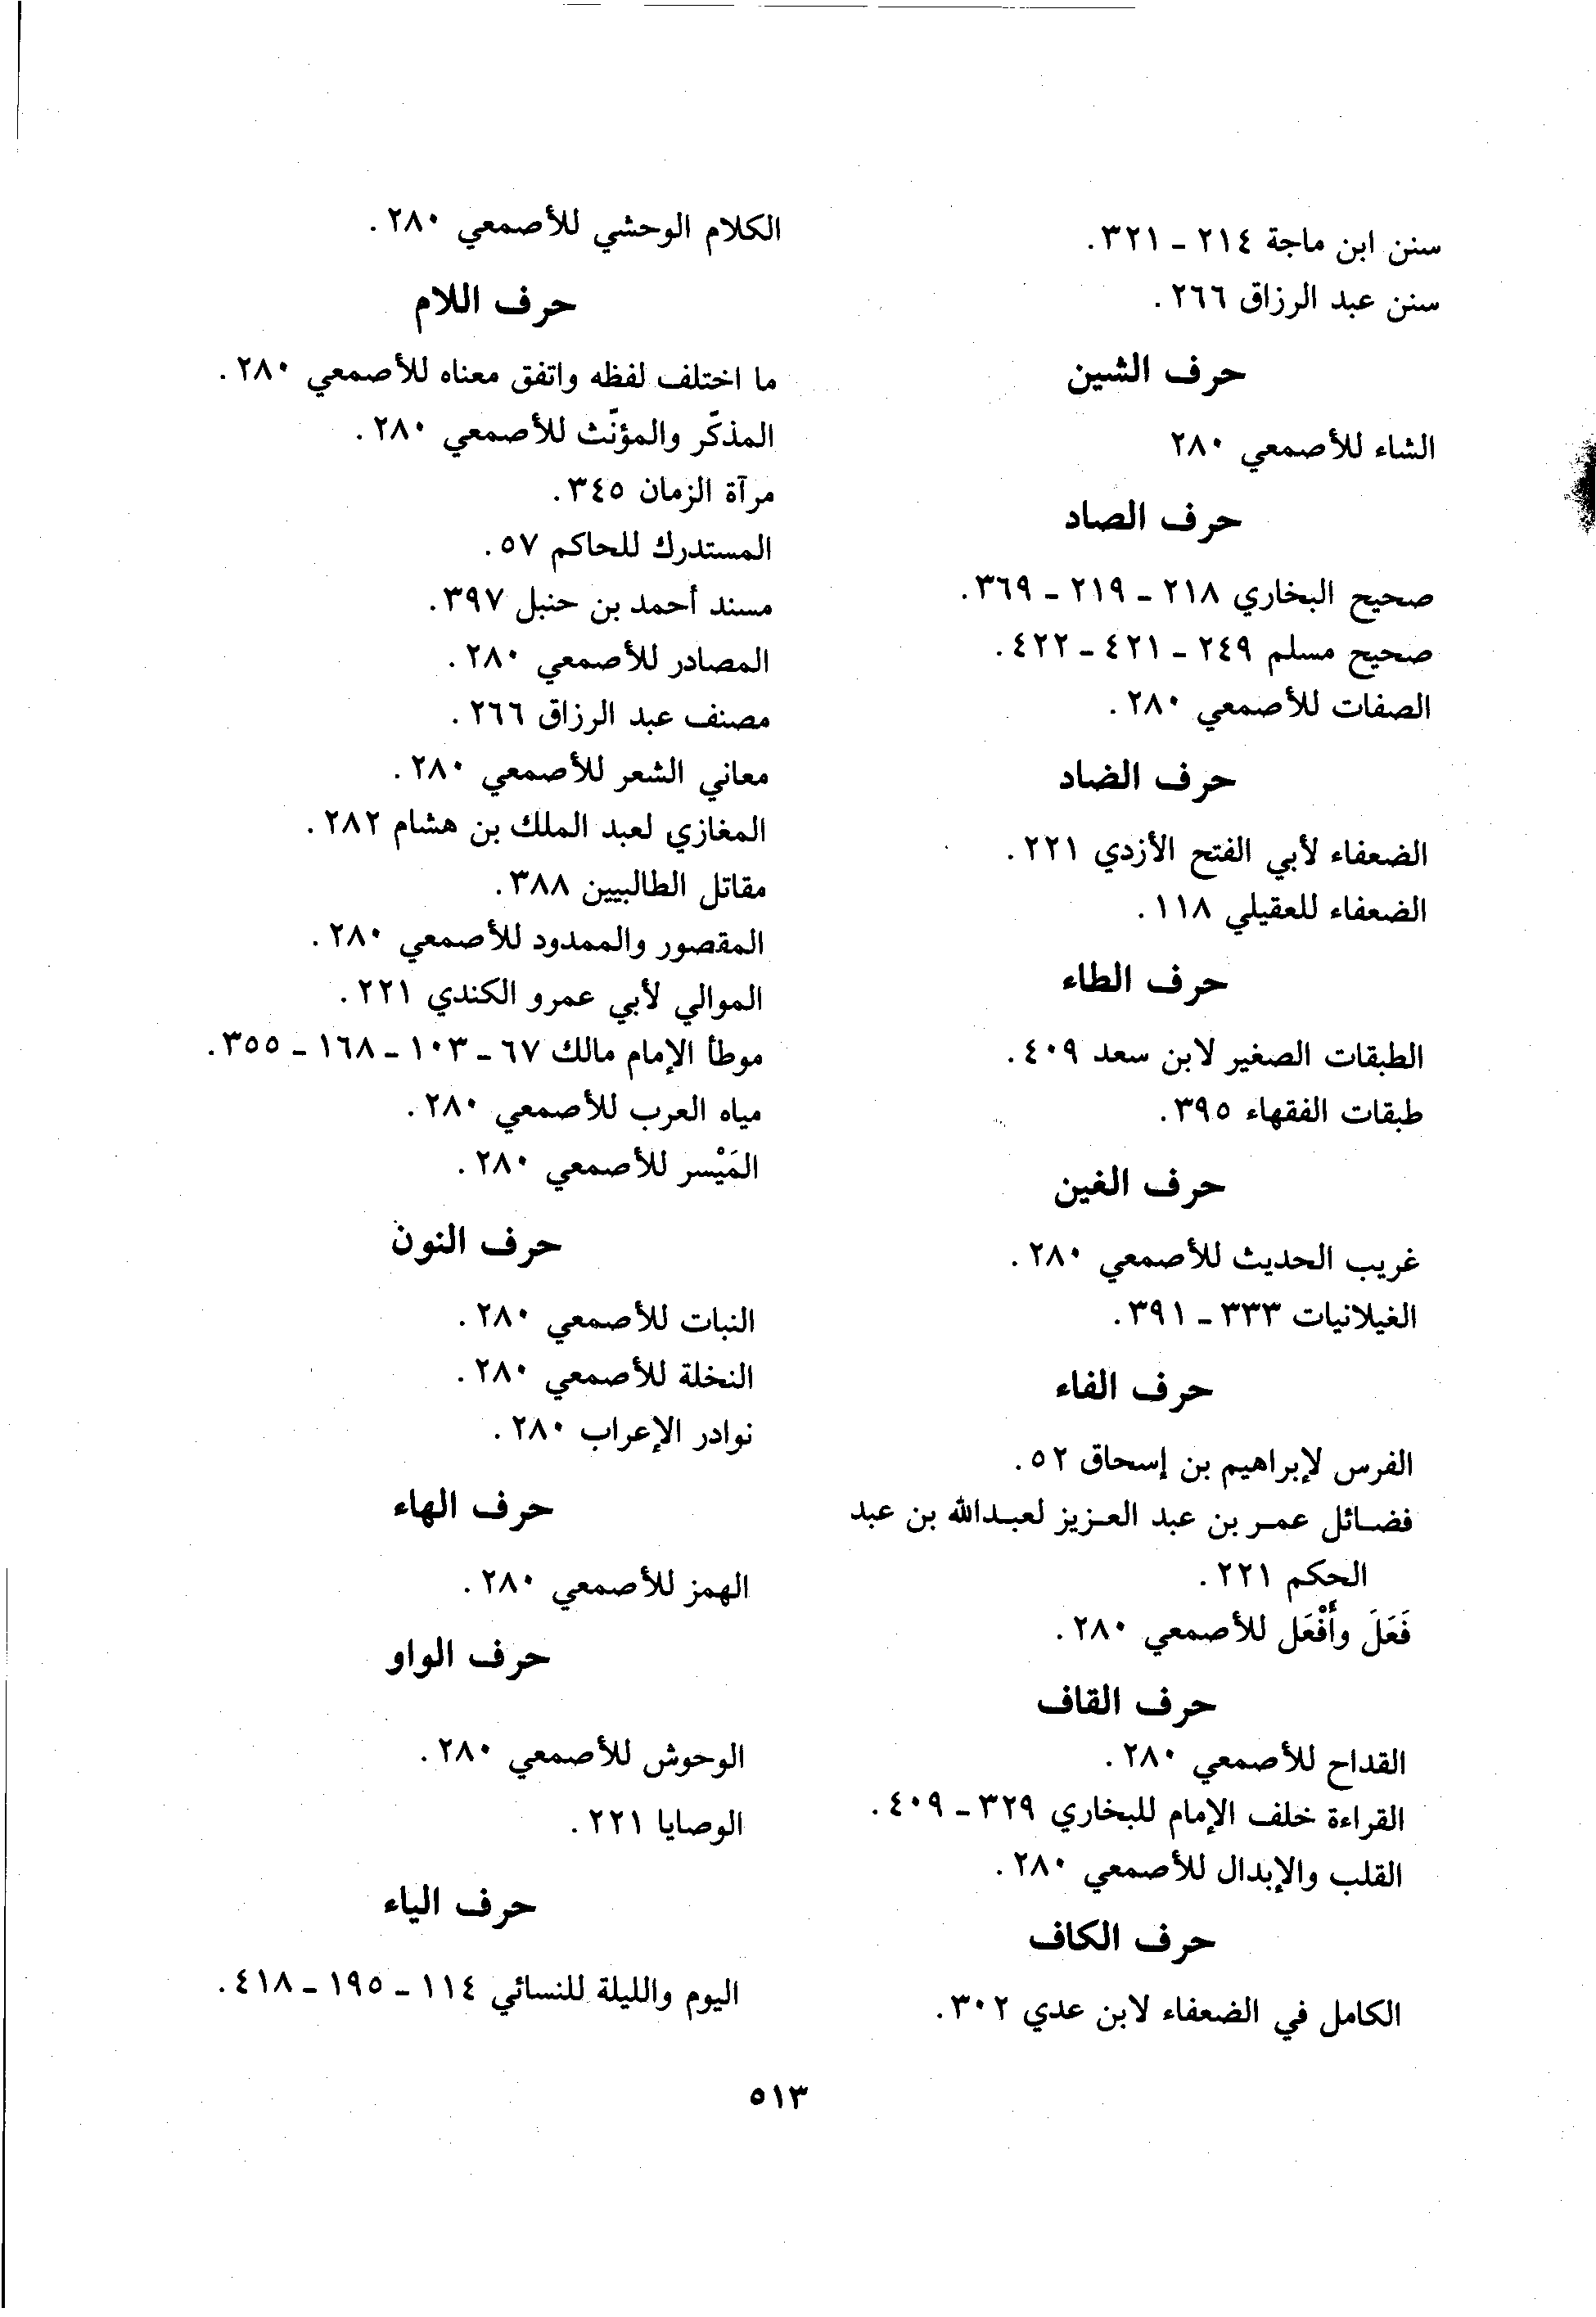 سنن ابن ماجة ٢١٤ ـ ٣٢١.
سنن عبد الرزاق ٢٦٦.
حرف الشين
الشاء للأصمعي ٢٨٠
حرف الصاد
صحيح البخاري ٢١٨ ـ ٢١٩ ـ ٣٦٩.
صحيح مسلم ٢٤٩ ـ ٤٢١ ـ ٤٢٢.
الصفات للأصمعي ٢٨٠.
حرف الضاد
الضعفاء لأبي الفتح الأزدي ٢٢١.
الضعفاء للعقيلي ١١٨.
حرف الطاء
الطبقات الصغير لابن سعد ٤٠٩.
طبقات الفقهاء ٣٩٥.
حرف الغين
غريب الحديث للأصمعي ٢٨٠.
الغيلانيات ٣٣٣ ـ ٣٩١.
حرف الفاء
الفرس لإبراهيم بن إسحاق ٥٢.
فضـائل عمـر بن عبد العـزيز لعبـدالله بن عبد
الحكم ٢٢١.
فَعَلَ وأَفْعَل للأصمعي ٢٨٠.
حرف القاف
القداح للأصمعي ٢٨٠.
القراءة خلف الإمام للبخاري ٣٢٩ ـ ٤٠٩.
القلب والإبدال للأصمعي ٢٨٠.
حرف الكاف
الكامل في الضعفاء لابن عدي ٣٠٢.
الكلام الوحشي للأصمعي ٢٨٠.
حرف اللام
ما اختلف لفظه واتفق معناه للأصمعي ٢٨٠.
المذكّر والمؤنّث للأصمعي ٢٨٠.
مرآة الزمان ٣٤٥.
المستدرك للحاكم ٥٧.
مسند أحمد بن حنبل ٣٩٧.
المصادر للأصمعي ٢٨٠.
مصنف عبد الرزاق ٢٦٦.
معاني الشعر للأصمعي ٢٨٠.
المغازي لعبد الملك بن هشام ٢٨٢.
مقاتل الطالبيين ٣٨٨.
المقصور والممدود للأصمعي ٢٨٠.
الموالي لأبي عمرو الكندي ٢٢١.
موطأ الإمام مالك ٦٧ ـ ١٠٣ ـ ١٦٨ ـ ٣٥٥.
مياه العرب للأصمعي ٢٨٠.
المَيْسر للأصمعي ٢٨٠.
حرف النون
النبات للأصمعي ٢٨٠.
النخلة للأصمعي ٢٨٠.
نوادر الإعراب ٢٨٠.
حرف الهاء
الهمز للأصمعي ٢٨٠.
حرف الواو
الوحوش للأصمعي ٢٨٠.
الوصايا ٢٢١.
حرف الياء
اليوم والليلة للنسائي ١١٤ ـ ١٩٥ ـ ٤١٨.
٥١٣